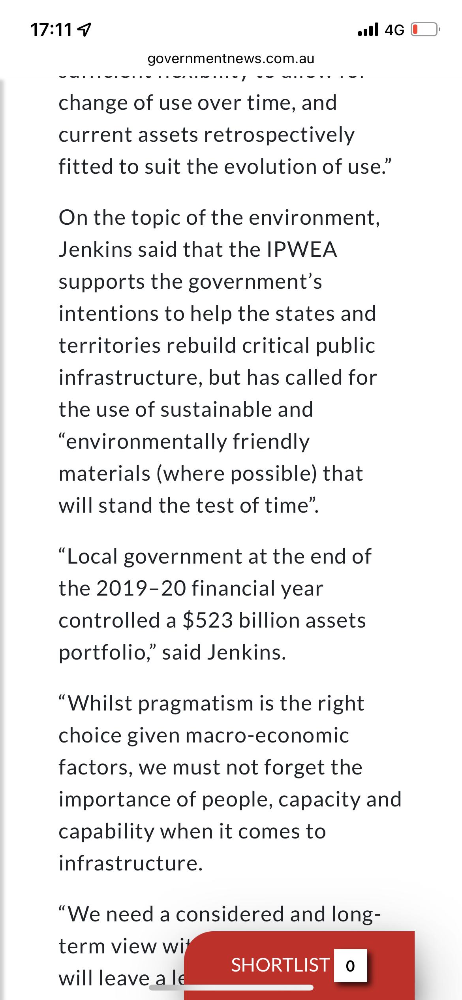 17:11
4G
governmentnews.com.au
sufficient flexibility to allow for
change of use over time, and
current assets retrospectively
fitted to suit the evolution of use.”
On the topic of the environment,
Jenkins said that the IPWEA
supports the government’s
intentions to help the states and
territories rebuild critical public
infrastructure, but has called for
the use of sustainable and
“environmentally friendly
materials (where possible) that
will stand the test of time”.
“Local government at the end of
the 2019–20 financial year
controlled a $523 billion assets
portfolio,” said Jenkins.
“Whilst pragmatism is the right
choice given macro-economic
factors, we must not forget the
importance of people, capacity and
capability when it comes to
infrastructure.
“We need a considered and long-
term view
will leave a
SHORTLIST 0